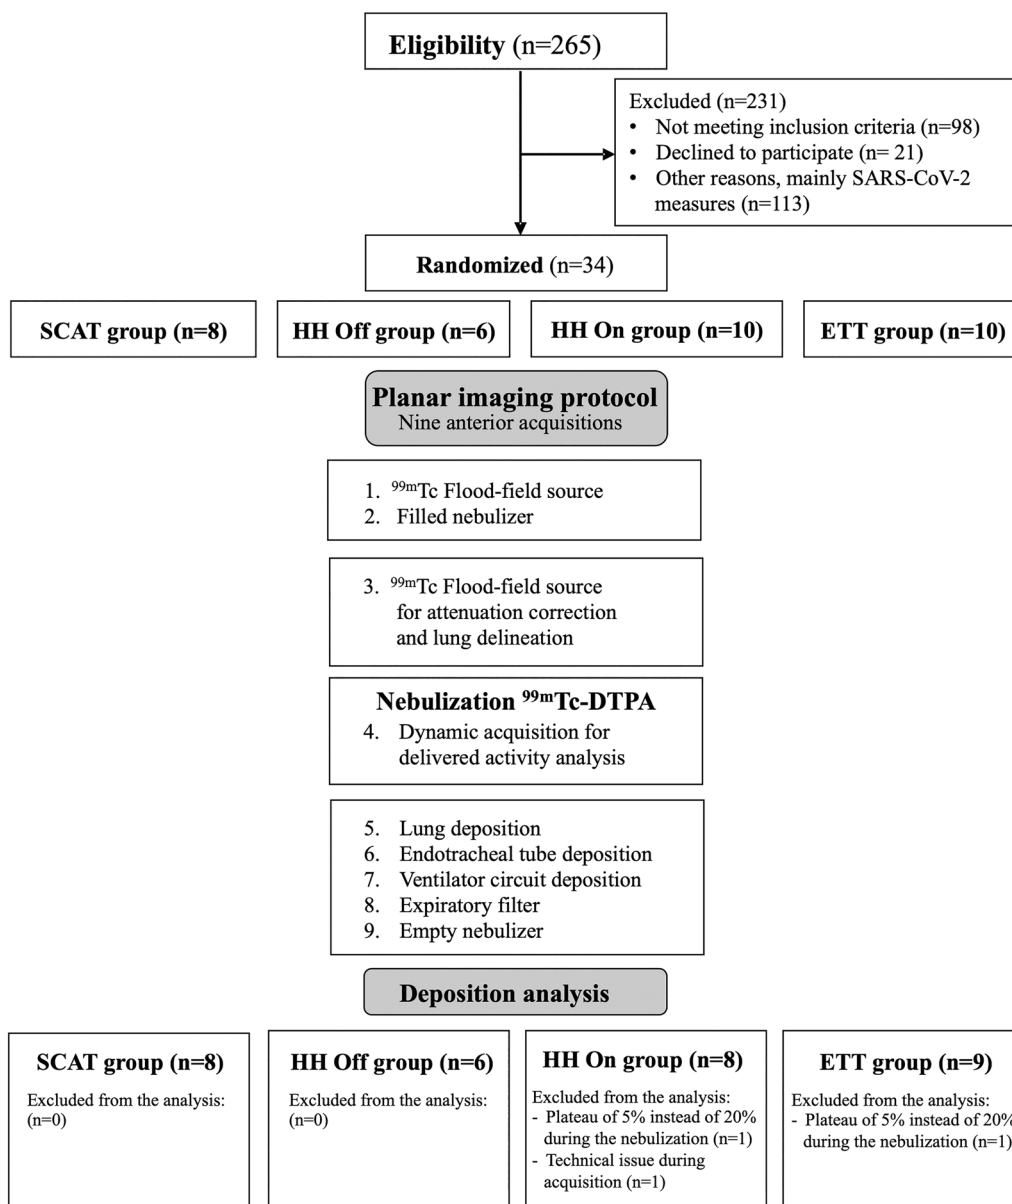 Eligibility (n=265)
Excluded (n=231)
• Not meeting inclusion criteria (n=98)
• Declined to participate (n= 21)
• Other reasons, mainly SARS-CoV-2
measures (n=113)
Randomized (n=34)
SCAT group (n=8)
HH Off group (n=6)
HH On group (n=10)
ETT group (n=10)
Planar imaging protocol
Nine anterior acquisitions
1. ⁹⁹ᵐTc Flood-field source
2. Filled nebulizer
3. ⁹⁹ᵐTc Flood-field source
for attenuation correction
and lung delineation
Nebulization ⁹⁹ᵐTc-DTPA
4. Dynamic acquisition for
delivered activity analysis
5. Lung deposition
6. Endotracheal tube deposition
7. Ventilator circuit deposition
8. Expiratory filter
9. Empty nebulizer
Deposition analysis
SCAT group (n=8)
Excluded from the analysis:
(n=0)
HH Off group (n=6)
Excluded from the analysis:
(n=0)
HH On group (n=8)
Excluded from the analysis:
- Plateau of 5% instead of 20%
during the nebulization (n=1)
- Technical issue during
acquisition (n=1)
ETT group (n=9)
Excluded from the analysis:
- Plateau of 5% instead of 20%
during the nebulization (n=1)